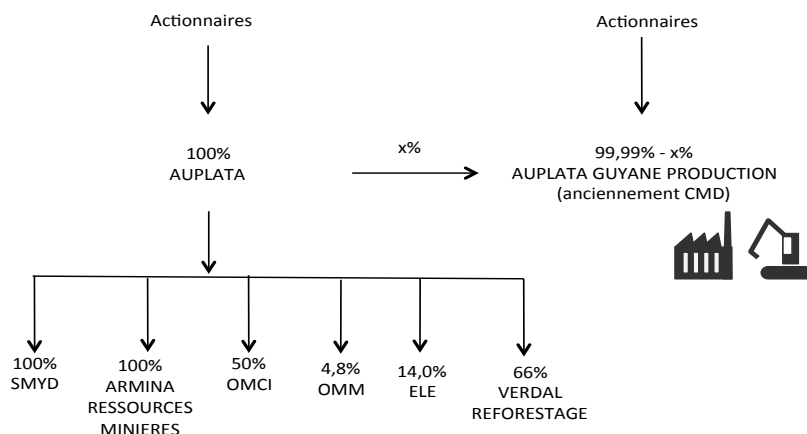 Actionnaires
Actionnaires
100%
AUPLATA
x%
99,99% - x%
AUPLATA GUYANE PRODUCTION
(anciennement CMD)
100%
SMYD
100%
ARMINA
RESSOURCES
MINIERES
50%
OMCI
4,8%
OMM
14,0%
ELE
66%
VERDAL
REFORESTAGE